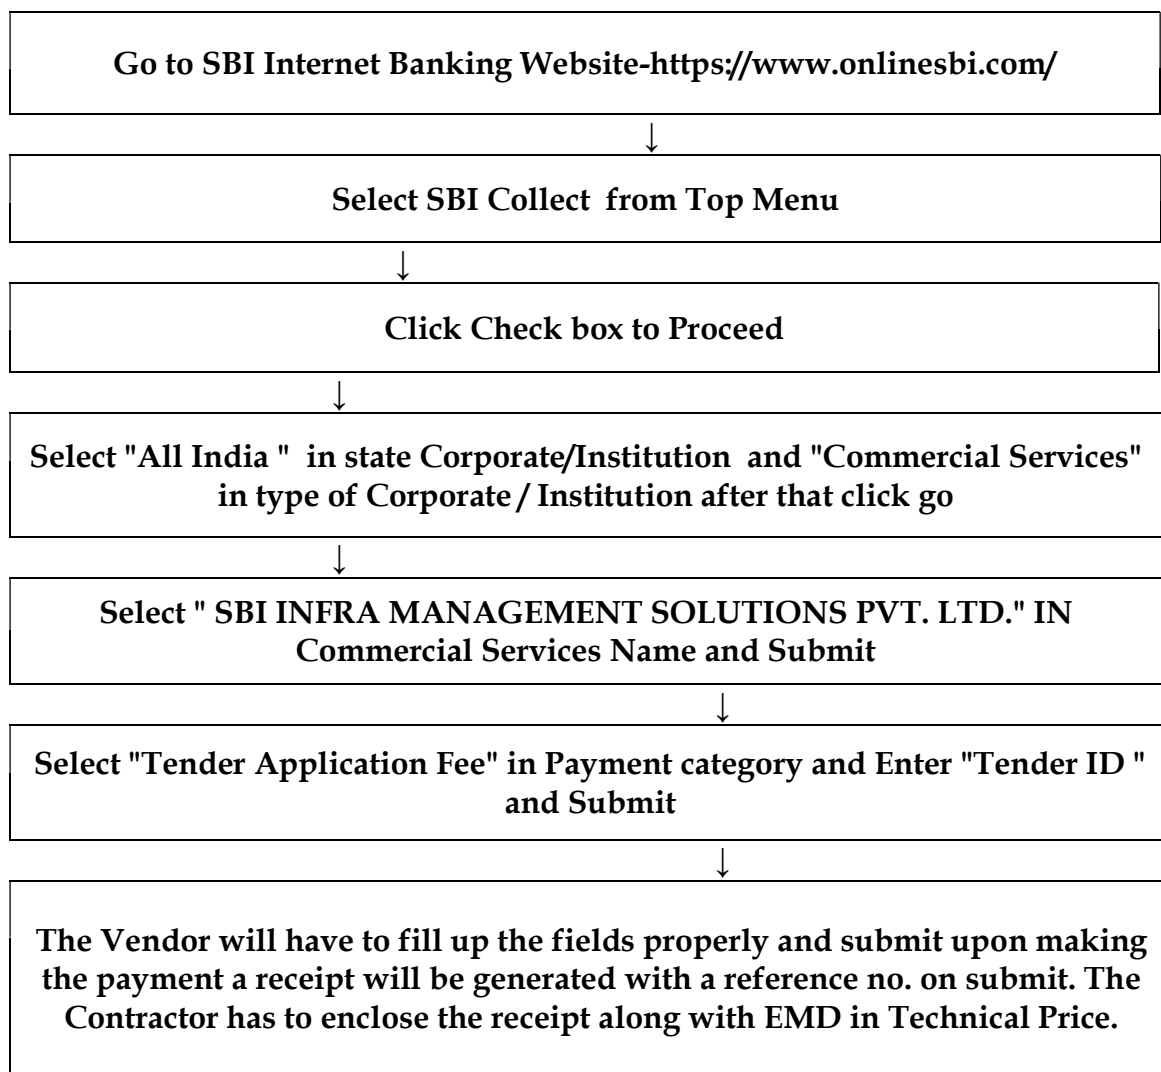 Go to SBI Internet Banking Website-https://www.onlinesbi.com/
↓
Select SBI Collect from Top Menu
↓
Click Check box to Proceed
↓
Select "All India " in state Corporate/Institution and "Commercial Services"
in type of Corporate / Institution after that click go
↓
Select " SBI INFRA MANAGEMENT SOLUTIONS PVT. LTD." IN
Commercial Services Name and Submit
↓
Select "Tender Application Fee" in Payment category and Enter "Tender ID "
and Submit
↓
The Vendor will have to fill up the fields properly and submit upon making
the payment a receipt will be generated with a reference no. on submit. The
Contractor has to enclose the receipt along with EMD in Technical Price.